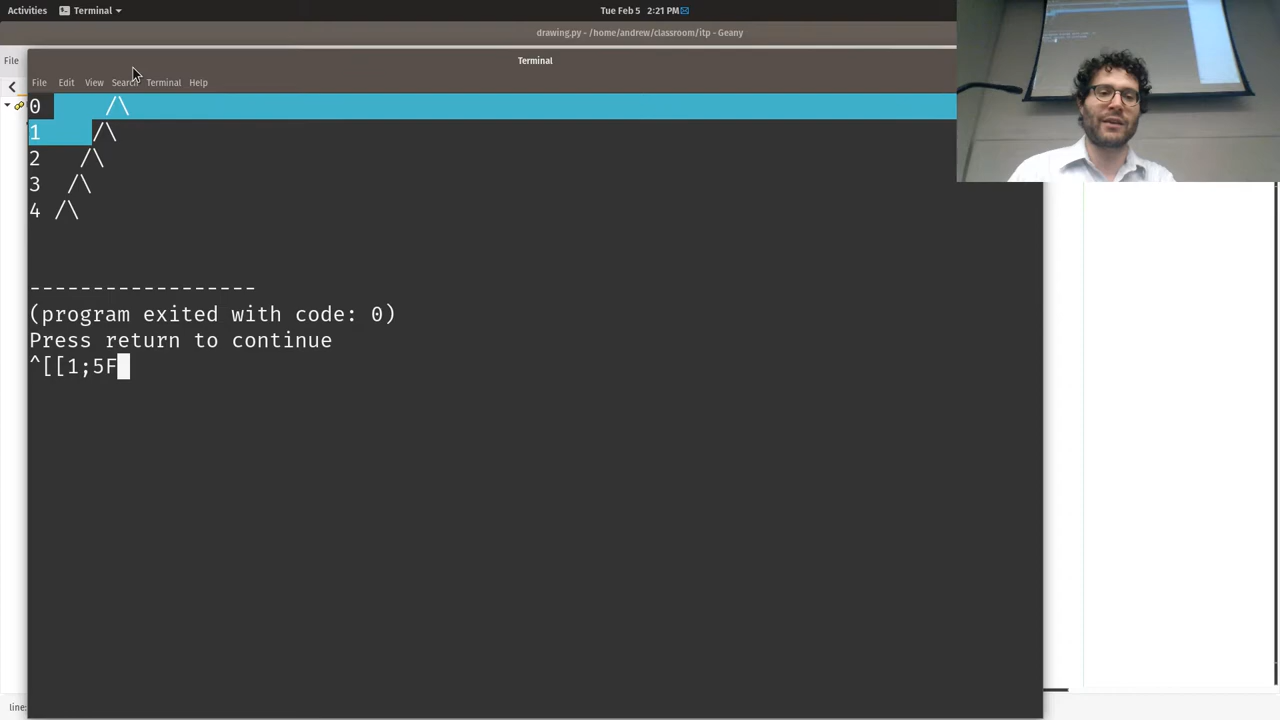 Activities Terminal Tue Feb 5 2:21 PM
drawing.py - /home/andrew/classroom/itp - Geany
File
Terminal
File Edit View Search Terminal Help
0      /\
1     /\
2    /\
3   /\
4  /\
------------------
(program exited with code: 0)
Press return to continue
^[[1;5F
line: